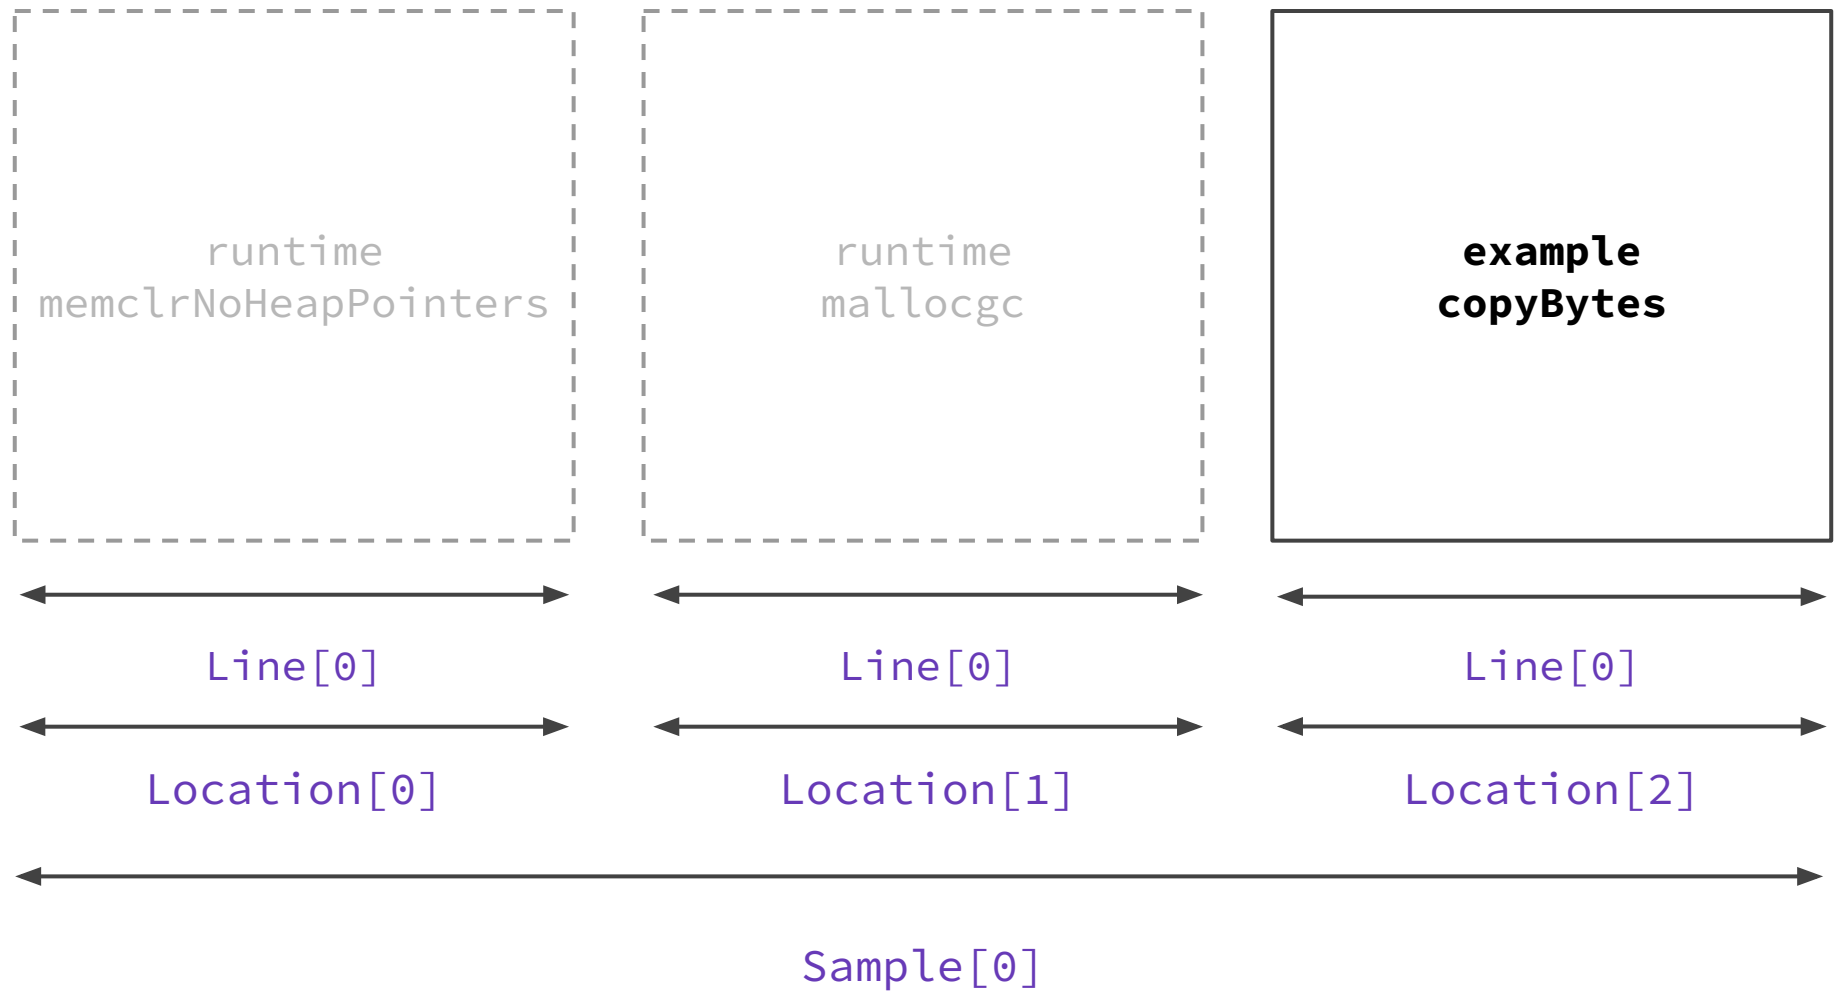 runtime
memclrNoHeapPointers
runtime
mallocgc
example
copyBytes
Line[0]
Line[0]
Line[0]
Location[0]
Location[1]
Location[2]
Sample[0]